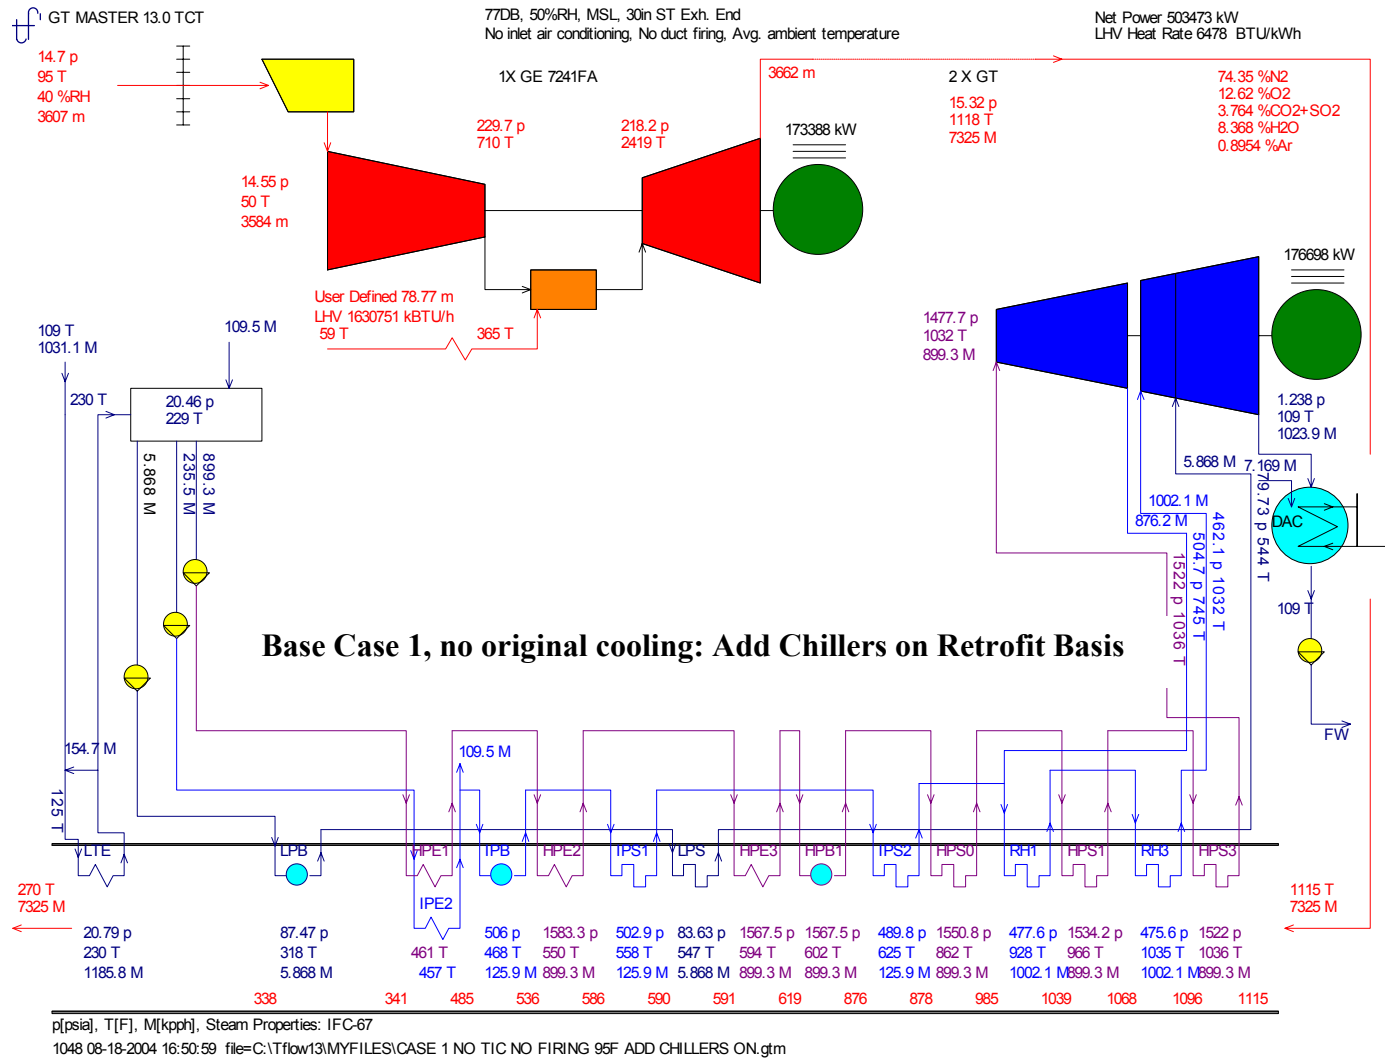 GT MASTER 13.0 TCT
77DB, 50%RH, MSL, 30in ST Exh. End
No inlet air conditioning, No duct firing, Avg. ambient temperature
Net Power 503473 kW
LHV Heat Rate 6478 BTU/kWh
14.7 p
95 T
40 %RH
3607 m
1X GE 7241FA
3662 m
2 X GT
15.32 p
1118 T
7325 M
74.35 %N2
12.62 %O2
3.764 %CO2+SO2
8.368 %H2O
0.8954 %Ar
229.7 p
710 T
218.2 p
2419 T
173388 kW
14.55 p
50 T
3584 m
176698 kW
User Defined 78.77 m
LHV 1630751 kBTU/h
59 T
365 T
1477.7 p
1032 T
899.3 M
109 T
1031.1 M
109.5 M
230 T
20.46 p
229 T
1.238 p
109 T
1023.9 M
5.868 M
235.5 M
899.3 M
5.868 M
7.169 M
79.73 p 544 T
1002.1 M
876.2 M
462.1 p 1032 T
504.7 p 745 T
1522 p 1036 T
DAC
109 T
FW
Base Case 1, no original cooling: Add Chillers on Retrofit Basis
154.7 M
125 T
109.5 M
LTE
LPB
HPE1
IPB
HPE2
IPS1
LPS
HPE3
HPB1
IPS2
HPS0
RH1
HPS1
RH3
HPS3
IPE2
270 T
7325 M
1115 T
7325 M
20.79 p
230 T
1185.8 M
87.47 p
318 T
5.868 M
461 T
457 T
506 p
468 T
125.9 M
1583.3 p
550 T
899.3 M
502.9 p
558 T
125.9 M
83.63 p
547 T
5.868 M
1567.5 p
594 T
899.3 M
1567.5 p
602 T
899.3 M
489.8 p
625 T
125.9 M
1550.8 p
862 T
899.3 M
477.6 p
928 T
1002.1 M
1534.2 p
966 T
899.3 M
475.6 p
1035 T
1002.1 M
1522 p
1036 T
899.3 M
338 341 485 536 586 590 591 619 876 878 985 1039 1068 1096 1115
p[psia], T[F], M[kpph], Steam Properties: IFC-67
1048 08-18-2004 16:50:59 file=C:\Tflow13\MYFILES\CASE 1 NO TIC NO FIRING 95F ADD CHILLERS ON.gtm